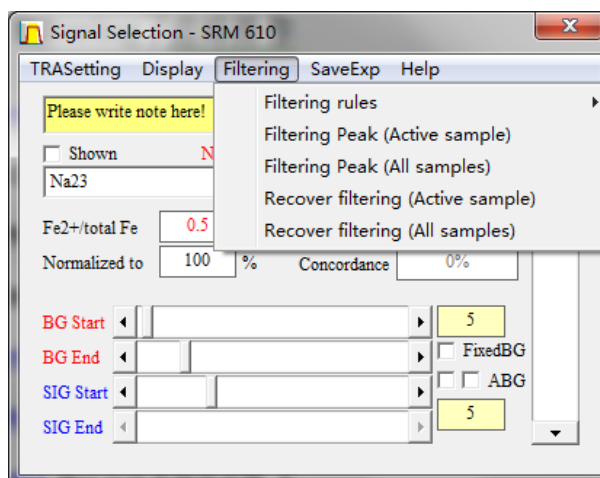 Signal Selection - SRM 610
TRASetting Display Filtering SaveExp Help
Please write note here!
Filtering rules
Filtering Peak (Active sample)
Filtering Peak (All samples)
Recover filtering (Active sample)
Recover filtering (All samples)
Shown N
Na23
Fe2+/total Fe 0.5
Normalized to 100 % Concordance 0%
BG Start 5
BG End FixedBG
SIG Start ABG
SIG End 5